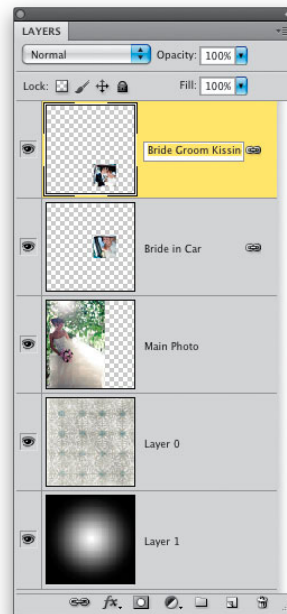 LAYERS
Normal Opacity: 100%
Lock: Fill: 100%
Bride Groom Kissin
Bride in Car
Main Photo
Layer 0
Layer 1
fx.